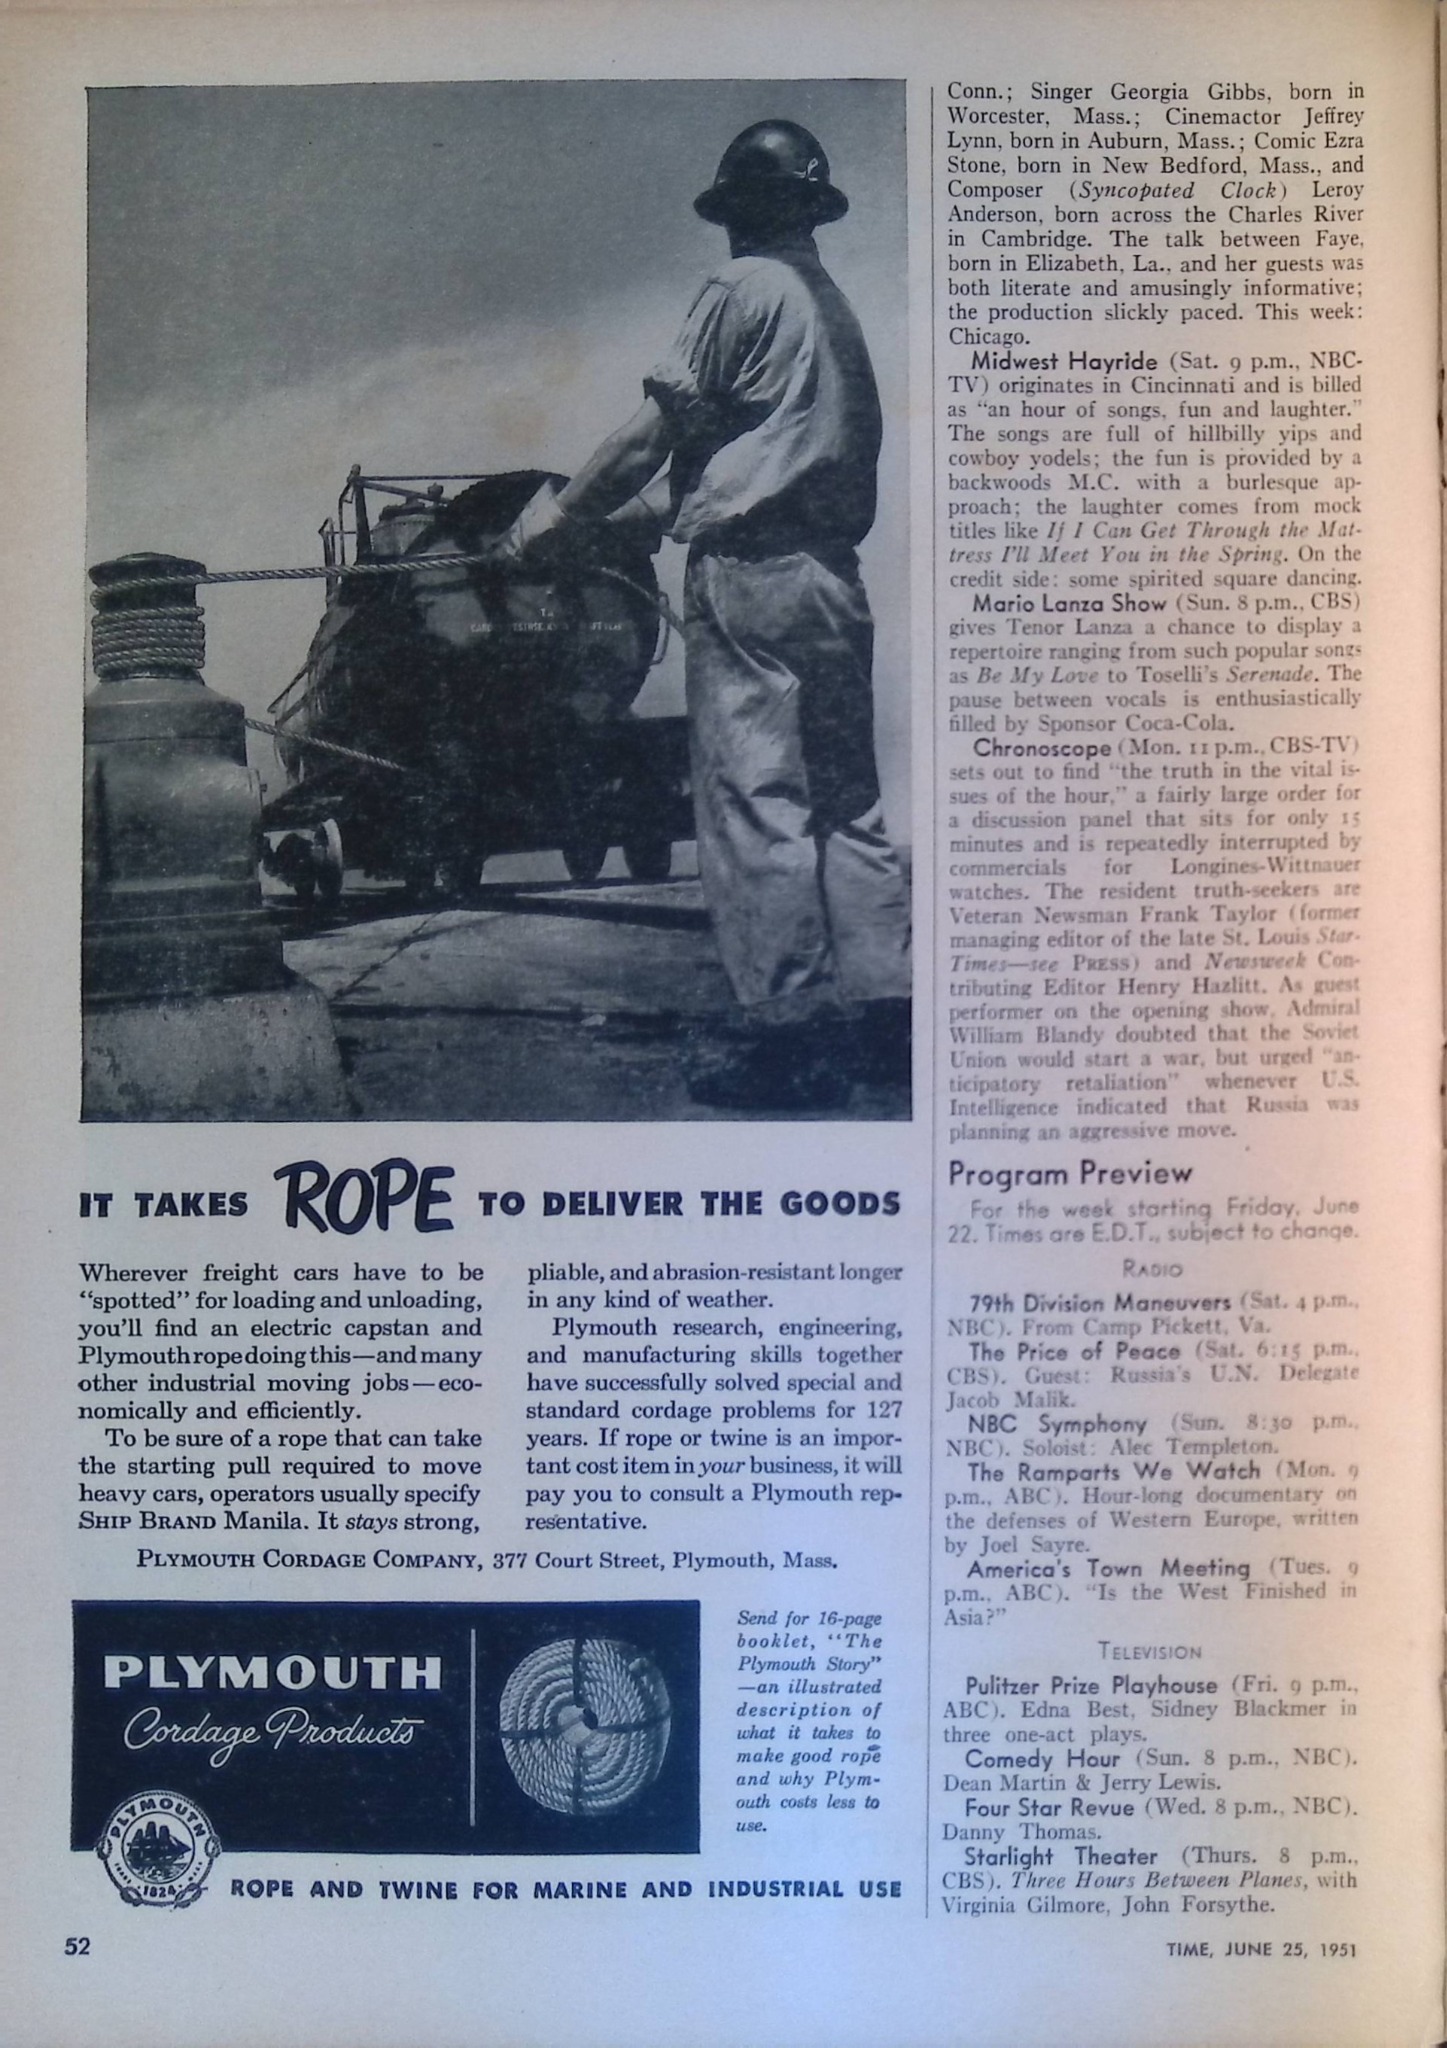 IT TAKES ROPE TO DELIVER THE GOODS
Wherever freight cars have to be
"spotted" for loading and unloading,
you'll find an electric capstan and
Plymouth rope doing this—and many
other industrial moving jobs—eco-
nomically and efficiently.
To be sure of a rope that can take
the starting pull required to move
heavy cars, operators usually specify
SHIP BRAND Manila. It stays strong,
pliable, and abrasion-resistant longer
in any kind of weather.
Plymouth research, engineering,
and manufacturing skills together
have successfully solved special and
standard cordage problems for 127
years. If rope or twine is an impor-
tant cost item in your business, it will
pay you to consult a Plymouth rep-
resentative.
PLYMOUTH CORDAGE COMPANY, 377 Court Street, Plymouth, Mass.
PLYMOUTH
Cordage Products
PLYMOUTH
1824
Send for 16-page
booklet, "The
Plymouth Story"
—an illustrated
description of
what it takes to
make good rope
and why Plym-
outh costs less to
use.
ROPE AND TWINE FOR MARINE AND INDUSTRIAL USE
Conn.; Singer Georgia Gibbs, born in
Worcester, Mass.; Cinemactor Jeffrey
Lynn, born in Auburn, Mass.; Comic Ezra
Stone, born in New Bedford, Mass., and
Composer (Syncopated Clock) Leroy
Anderson, born across the Charles River
in Cambridge. The talk between Faye,
born in Elizabeth, La., and her guests was
both literate and amusingly informative;
the production slickly paced. This week:
Chicago.
Midwest Hayride (Sat. 9 p.m., NBC-
TV) originates in Cincinnati and is billed
as "an hour of songs, fun and laughter."
The songs are full of hillbilly yips and
cowboy yodels; the fun is provided by a
backwoods M.C. with a burlesque ap-
proach; the laughter comes from mock
titles like If I Can Get Through the Mat-
tress I'll Meet You in the Spring. On the
credit side: some spirited square dancing.
Mario Lanza Show (Sun. 8 p.m., CBS)
gives Tenor Lanza a chance to display a
repertoire ranging from such popular songs
as Be My Love to Toselli's Serenade. The
pause between vocals is enthusiastically
filled by Sponsor Coca-Cola.
Chronoscope (Mon. 11 p.m., CBS-TV)
sets out to find "the truth in the vital is-
sues of the hour," a fairly large order for
a discussion panel that sits for only 15
minutes and is repeatedly interrupted by
commercials for Longines-Wittnauer
watches. The resident truth-seekers are
Veteran Newsman Frank Taylor (former
managing editor of the late St. Louis Star-
Times—see PRESS) and Newsweek Con-
tributing Editor Henry Hazlitt. As guest
performer on the opening show, Admiral
William Blandy doubted that the Soviet
Union would start a war, but urged "an-
ticipatory retaliation" whenever U.S.
Intelligence indicated that Russia was
planning an aggressive move.
Program Preview
For the week starting Friday, June
22. Times are E.D.T., subject to change.
RADIO
79th Division Maneuvers (Sat. 4 p.m.,
NBC). From Camp Pickett, Va.
The Price of Peace (Sat. 6:15 p.m.,
CBS). Guest: Russia's U.N. Delegate
Jacob Malik.
NBC Symphony (Sun. 8:30 p.m.,
NBC). Soloist: Alec Templeton.
The Ramparts We Watch (Mon. 9
p.m., ABC). Hour-long documentary on
the defenses of Western Europe, written
by Joel Sayre.
America's Town Meeting (Tues. 9
p.m., ABC). "Is the West Finished in
Asia?"
TELEVISION
Pulitzer Prize Playhouse (Fri. 9 p.m.,
ABC). Edna Best, Sidney Blackmer in
three one-act plays.
Comedy Hour (Sun. 8 p.m., NBC).
Dean Martin & Jerry Lewis.
Four Star Revue (Wed. 8 p.m., NBC).
Danny Thomas.
Starlight Theater (Thurs. 8 p.m.,
CBS). Three Hours Between Planes, with
Virginia Gilmore, John Forsythe.
52
TIME, JUNE 25, 1951